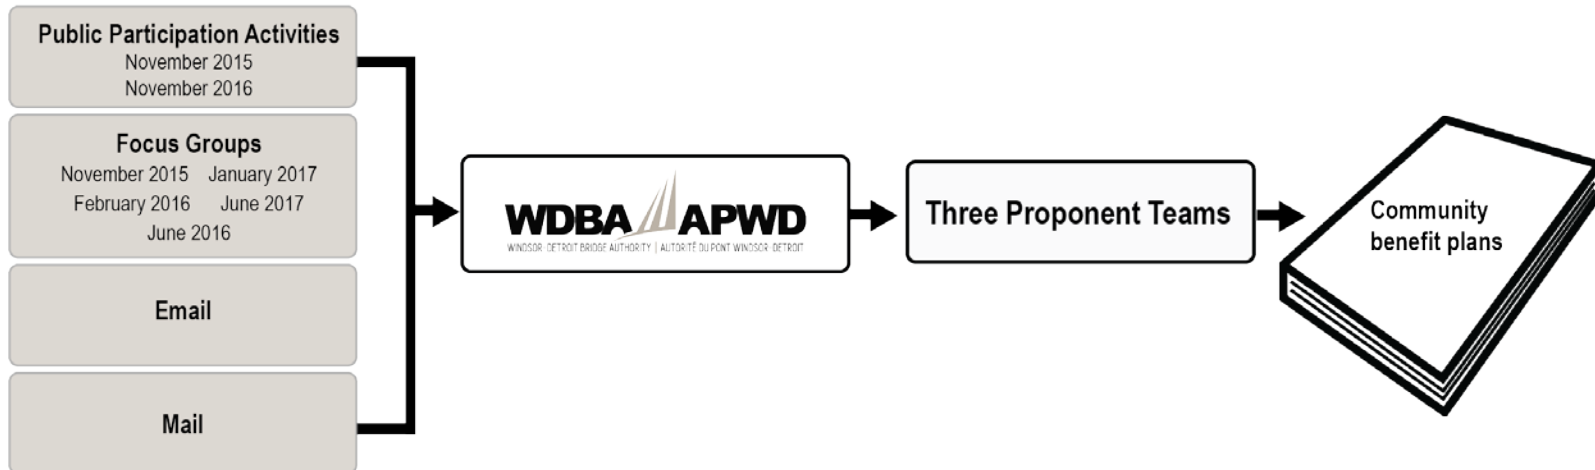 Public Participation Activities
November 2015
November 2016
Focus Groups
November 2015 January 2017
February 2016 June 2017
June 2016
Email
Mail
WDBA APWD
WINDSOR-DETROIT BRIDGE AUTHORITY | AUTORITÉ DU PONT WINDSOR-DETROIT
Three Proponent Teams
Community
benefit plans